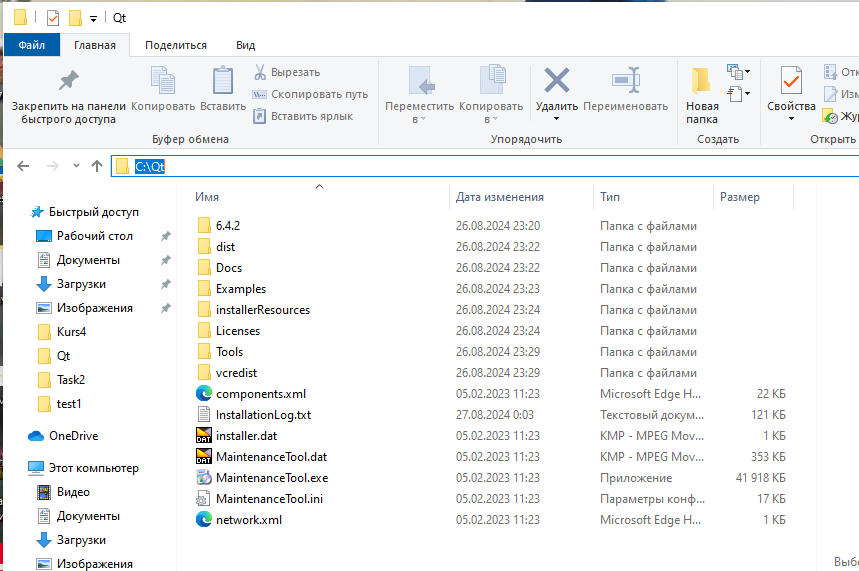 Qt
Файл Главная Поделиться Вид
Закрепить на панели быстрого доступа
Копировать
Вставить
Вырезать
Скопировать путь
Вставить ярлык
Буфер обмена
Переместить в
Копировать в
Удалить
Переименовать
Упорядочить
Новая папка
Создать
Свойства
Отк
Изм
Жур
Открыть
C:\Qt
Имя Дата изменения Тип Размер
Быстрый доступ
Рабочий стол
Документы
Загрузки
Изображения
Kurs4
Qt
Task2
test1
OneDrive
Этот компьютер
Видео
Документы
Загрузки
Изображения
6.4.2 26.08.2024 23:20 Папка с файлами
dist 26.08.2024 23:22 Папка с файлами
Docs 26.08.2024 23:22 Папка с файлами
Examples 26.08.2024 23:23 Папка с файлами
installerResources 26.08.2024 23:24 Папка с файлами
Licenses 26.08.2024 23:24 Папка с файлами
Tools 26.08.2024 23:29 Папка с файлами
vcredist 26.08.2024 23:29 Папка с файлами
components.xml 05.02.2023 11:23 Microsoft Edge H... 22 КБ
InstallationLog.txt 27.08.2024 0:03 Текстовый докум... 121 КБ
installer.dat 05.02.2023 11:23 KMP - MPEG Mov... 1 КБ
MaintenanceTool.dat 05.02.2023 11:23 KMP - MPEG Mov... 353 КБ
MaintenanceTool.exe 05.02.2023 11:23 Приложение 41 918 КБ
MaintenanceTool.ini 05.02.2023 11:23 Параметры конф... 17 КБ
network.xml 05.02.2023 11:23 Microsoft Edge H... 1 КБ
Выбе